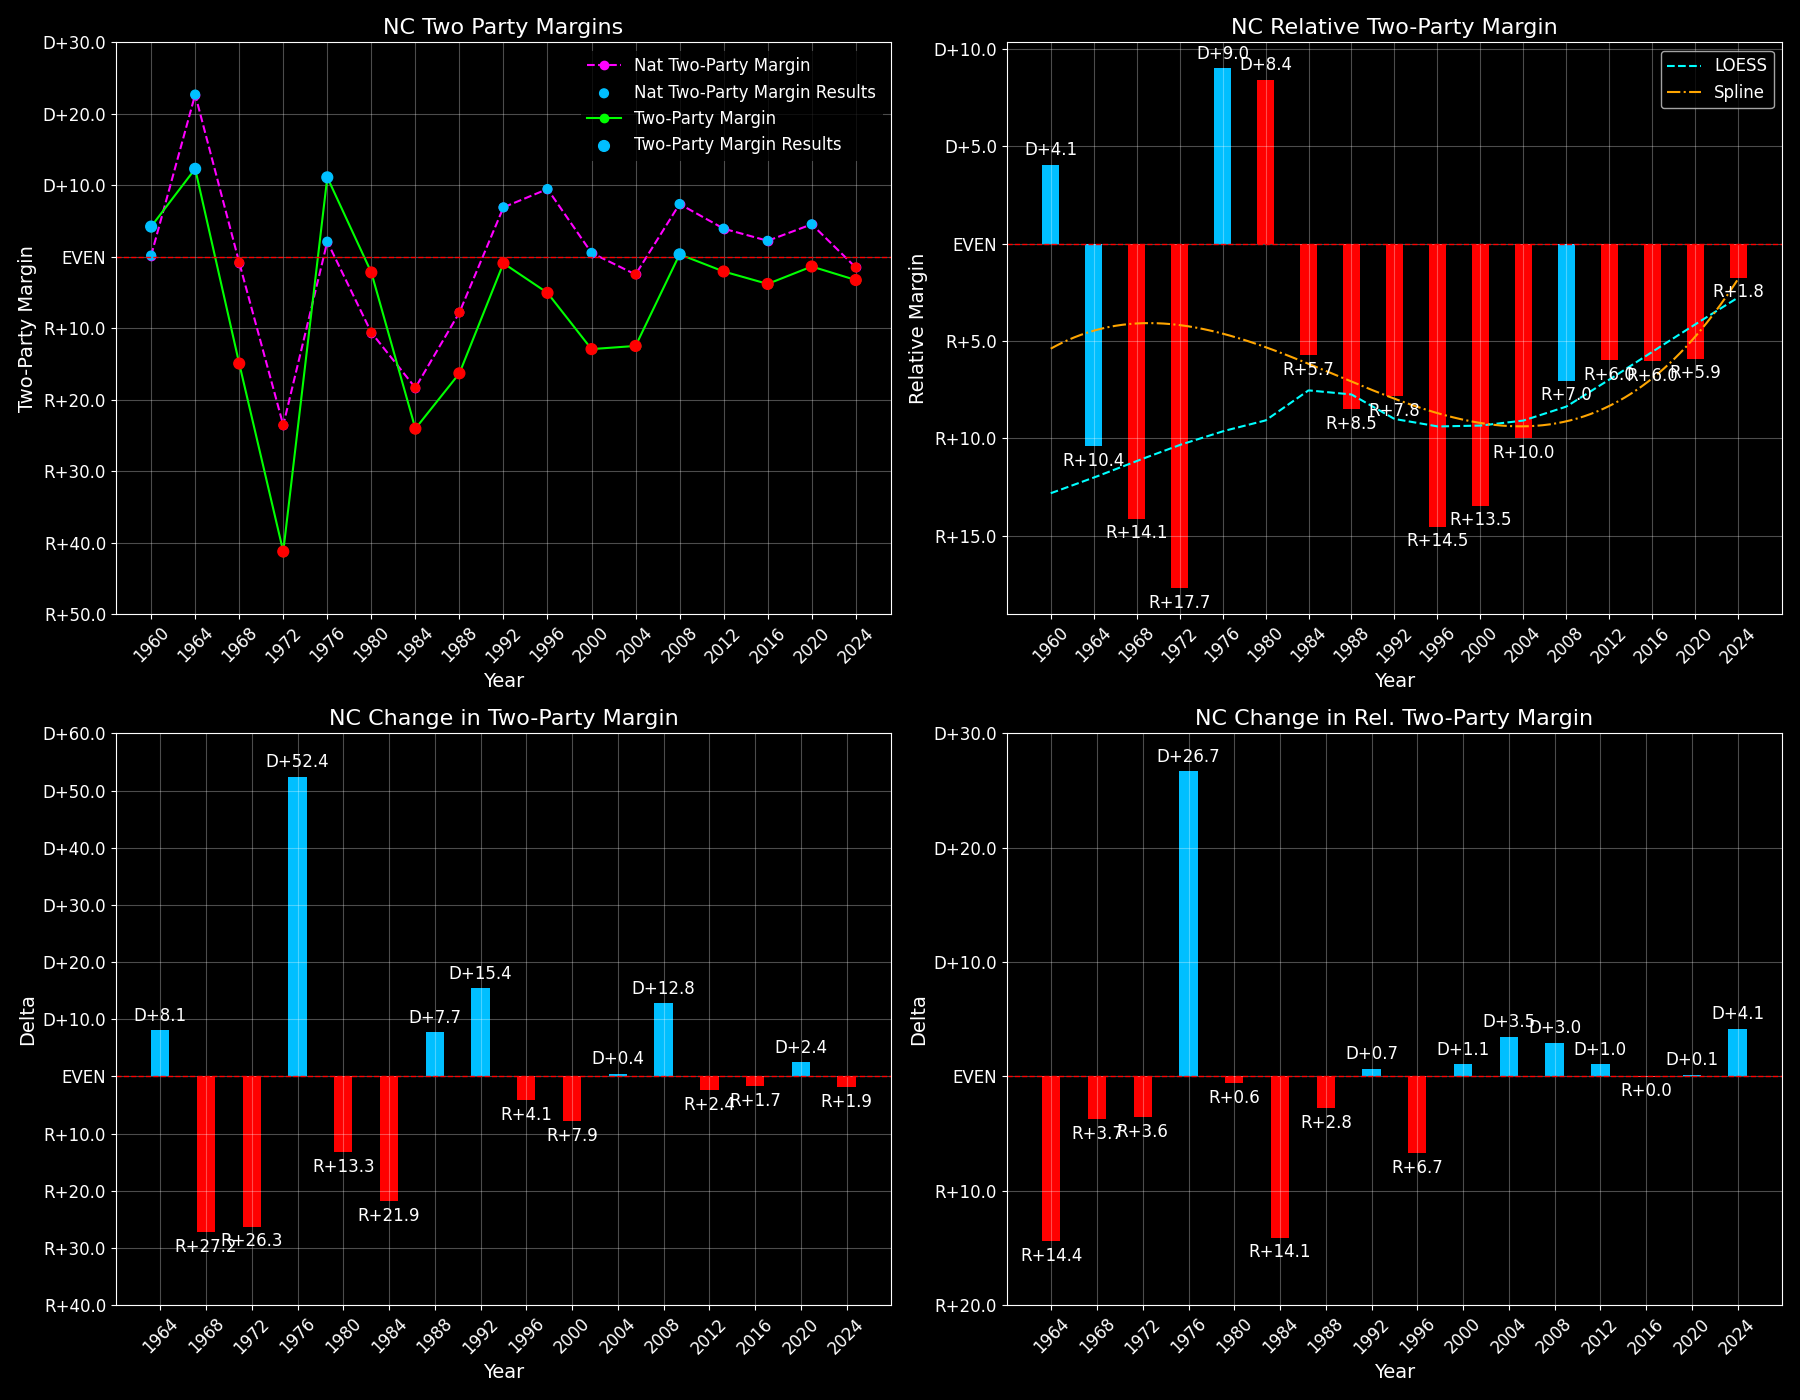 NC Two Party Margins
D+30.0
D+20.0
D+10.0
EVEN
R+10.0
R+20.0
R+30.0
R+40.0
R+50.0
Two-Party Margin
Nat Two-Party Margin
Nat Two-Party Margin Results
Two-Party Margin
Two-Party Margin Results
1960
1964
1968
1972
1976
1980
1984
1988
1992
1996
2000
2004
2008
2012
2016
2020
2024
Year
NC Relative Two-Party Margin
D+10.0
D+5.0
EVEN
R+5.0
R+10.0
R+15.0
Relative Margin
LOESS
Spline
D+4.1
R+10.4
R+14.1
R+17.7
D+9.0
D+8.4
R+5.7
R+8.5
R+7.8
R+14.5
R+13.5
R+10.0
R+7.0
R+6.0
R+6.0
R+5.9
R+1.8
1960
1964
1968
1972
1976
1980
1984
1988
1992
1996
2000
2004
2008
2012
2016
2020
2024
Year
NC Change in Two-Party Margin
D+60.0
D+50.0
D+40.0
D+30.0
D+20.0
D+10.0
EVEN
R+10.0
R+20.0
R+30.0
R+40.0
Delta
D+8.1
R+27.2
R+26.3
D+52.4
R+13.3
R+21.9
D+7.7
D+15.4
R+4.1
R+7.9
D+0.4
D+12.8
R+2.4
R+1.7
D+2.4
R+1.9
1964
1968
1972
1976
1980
1984
1988
1992
1996
2000
2004
2008
2012
2016
2020
2024
Year
NC Change in Rel. Two-Party Margin
D+30.0
D+20.0
D+10.0
EVEN
R+10.0
R+20.0
Delta
R+14.4
R+3.7
R+3.6
D+26.7
R+0.6
R+14.1
R+2.8
D+0.7
R+6.7
D+1.1
D+3.5
D+3.0
D+1.0
R+0.0
D+0.1
D+4.1
1964
1968
1972
1976
1980
1984
1988
1992
1996
2000
2004
2008
2012
2016
2020
2024
Year